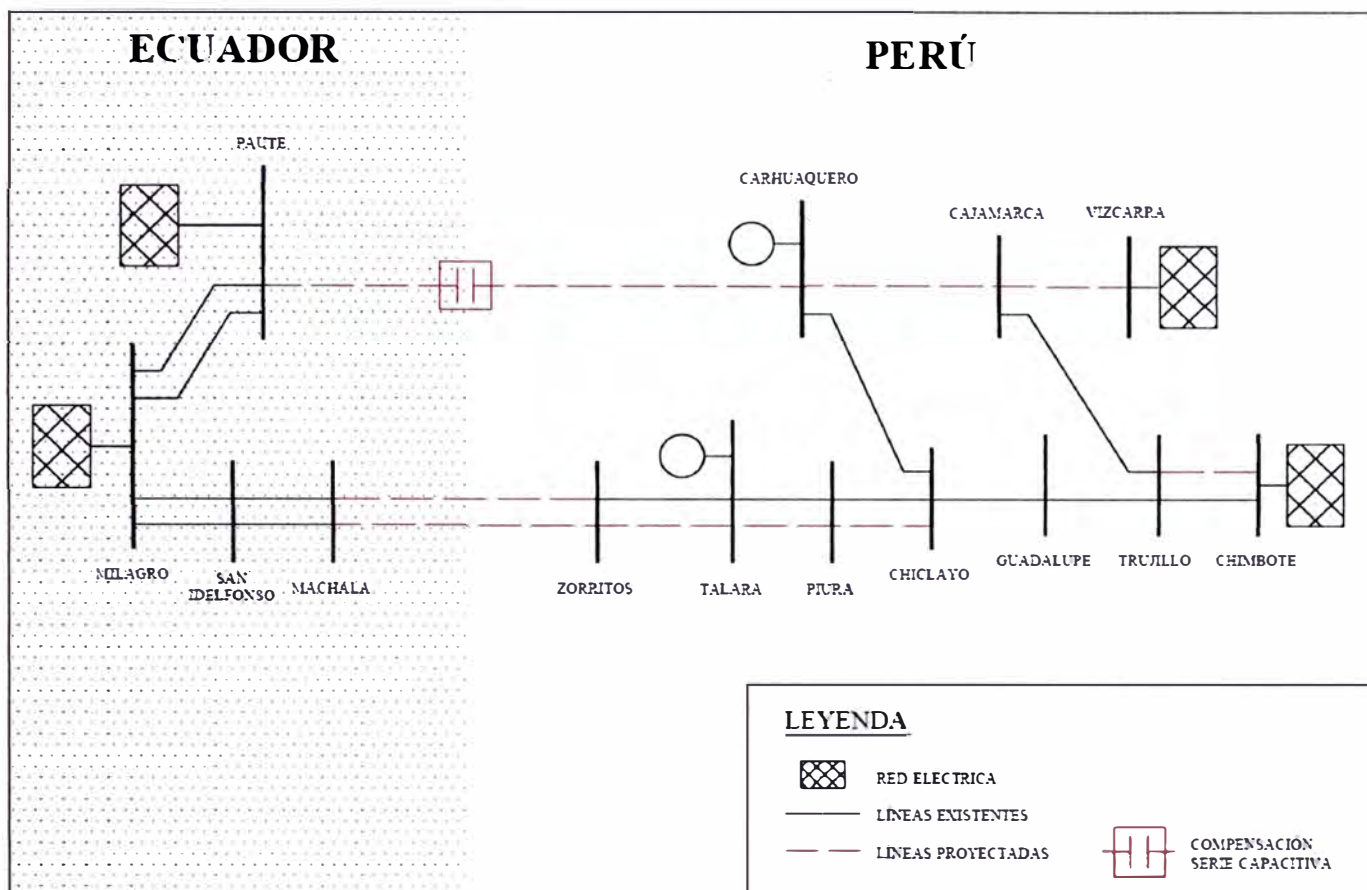 ECUADOR
PERÚ
PAUTE
CARHUAQUERO
CAJAMARCA
VIZCARRA
MILAGRO
SAN
IDELFONSO
MACHALA
ZORRITOS
TALARA
PIURA
CHICLAYO
GUADALUPE
TRUJILLO
CHIMBOTE
LEYENDA
RED ELECTRICA
LINEAS EXISTENTES
LINEAS PROYECTADAS
COMPENSACIÓN
SERIE CAPACITIVA